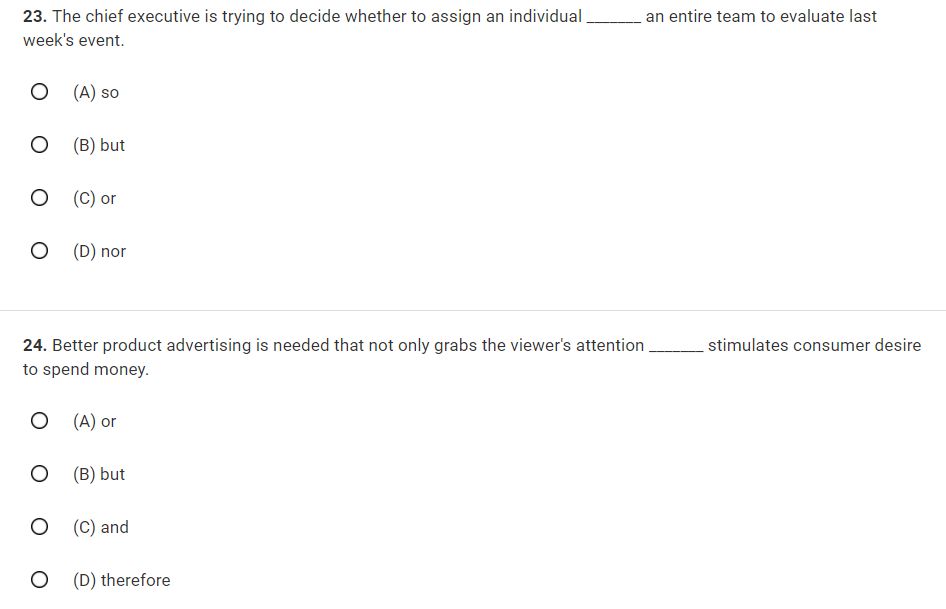 23. The chief executive is trying to decide whether to assign an individual _______ an entire team to evaluate last
week's event.
(A) so
(B) but
(C) or
(D) nor
24. Better product advertising is needed that not only grabs the viewer's attention _______ stimulates consumer desire
to spend money.
(A) or
(B) but
(C) and
(D) therefore